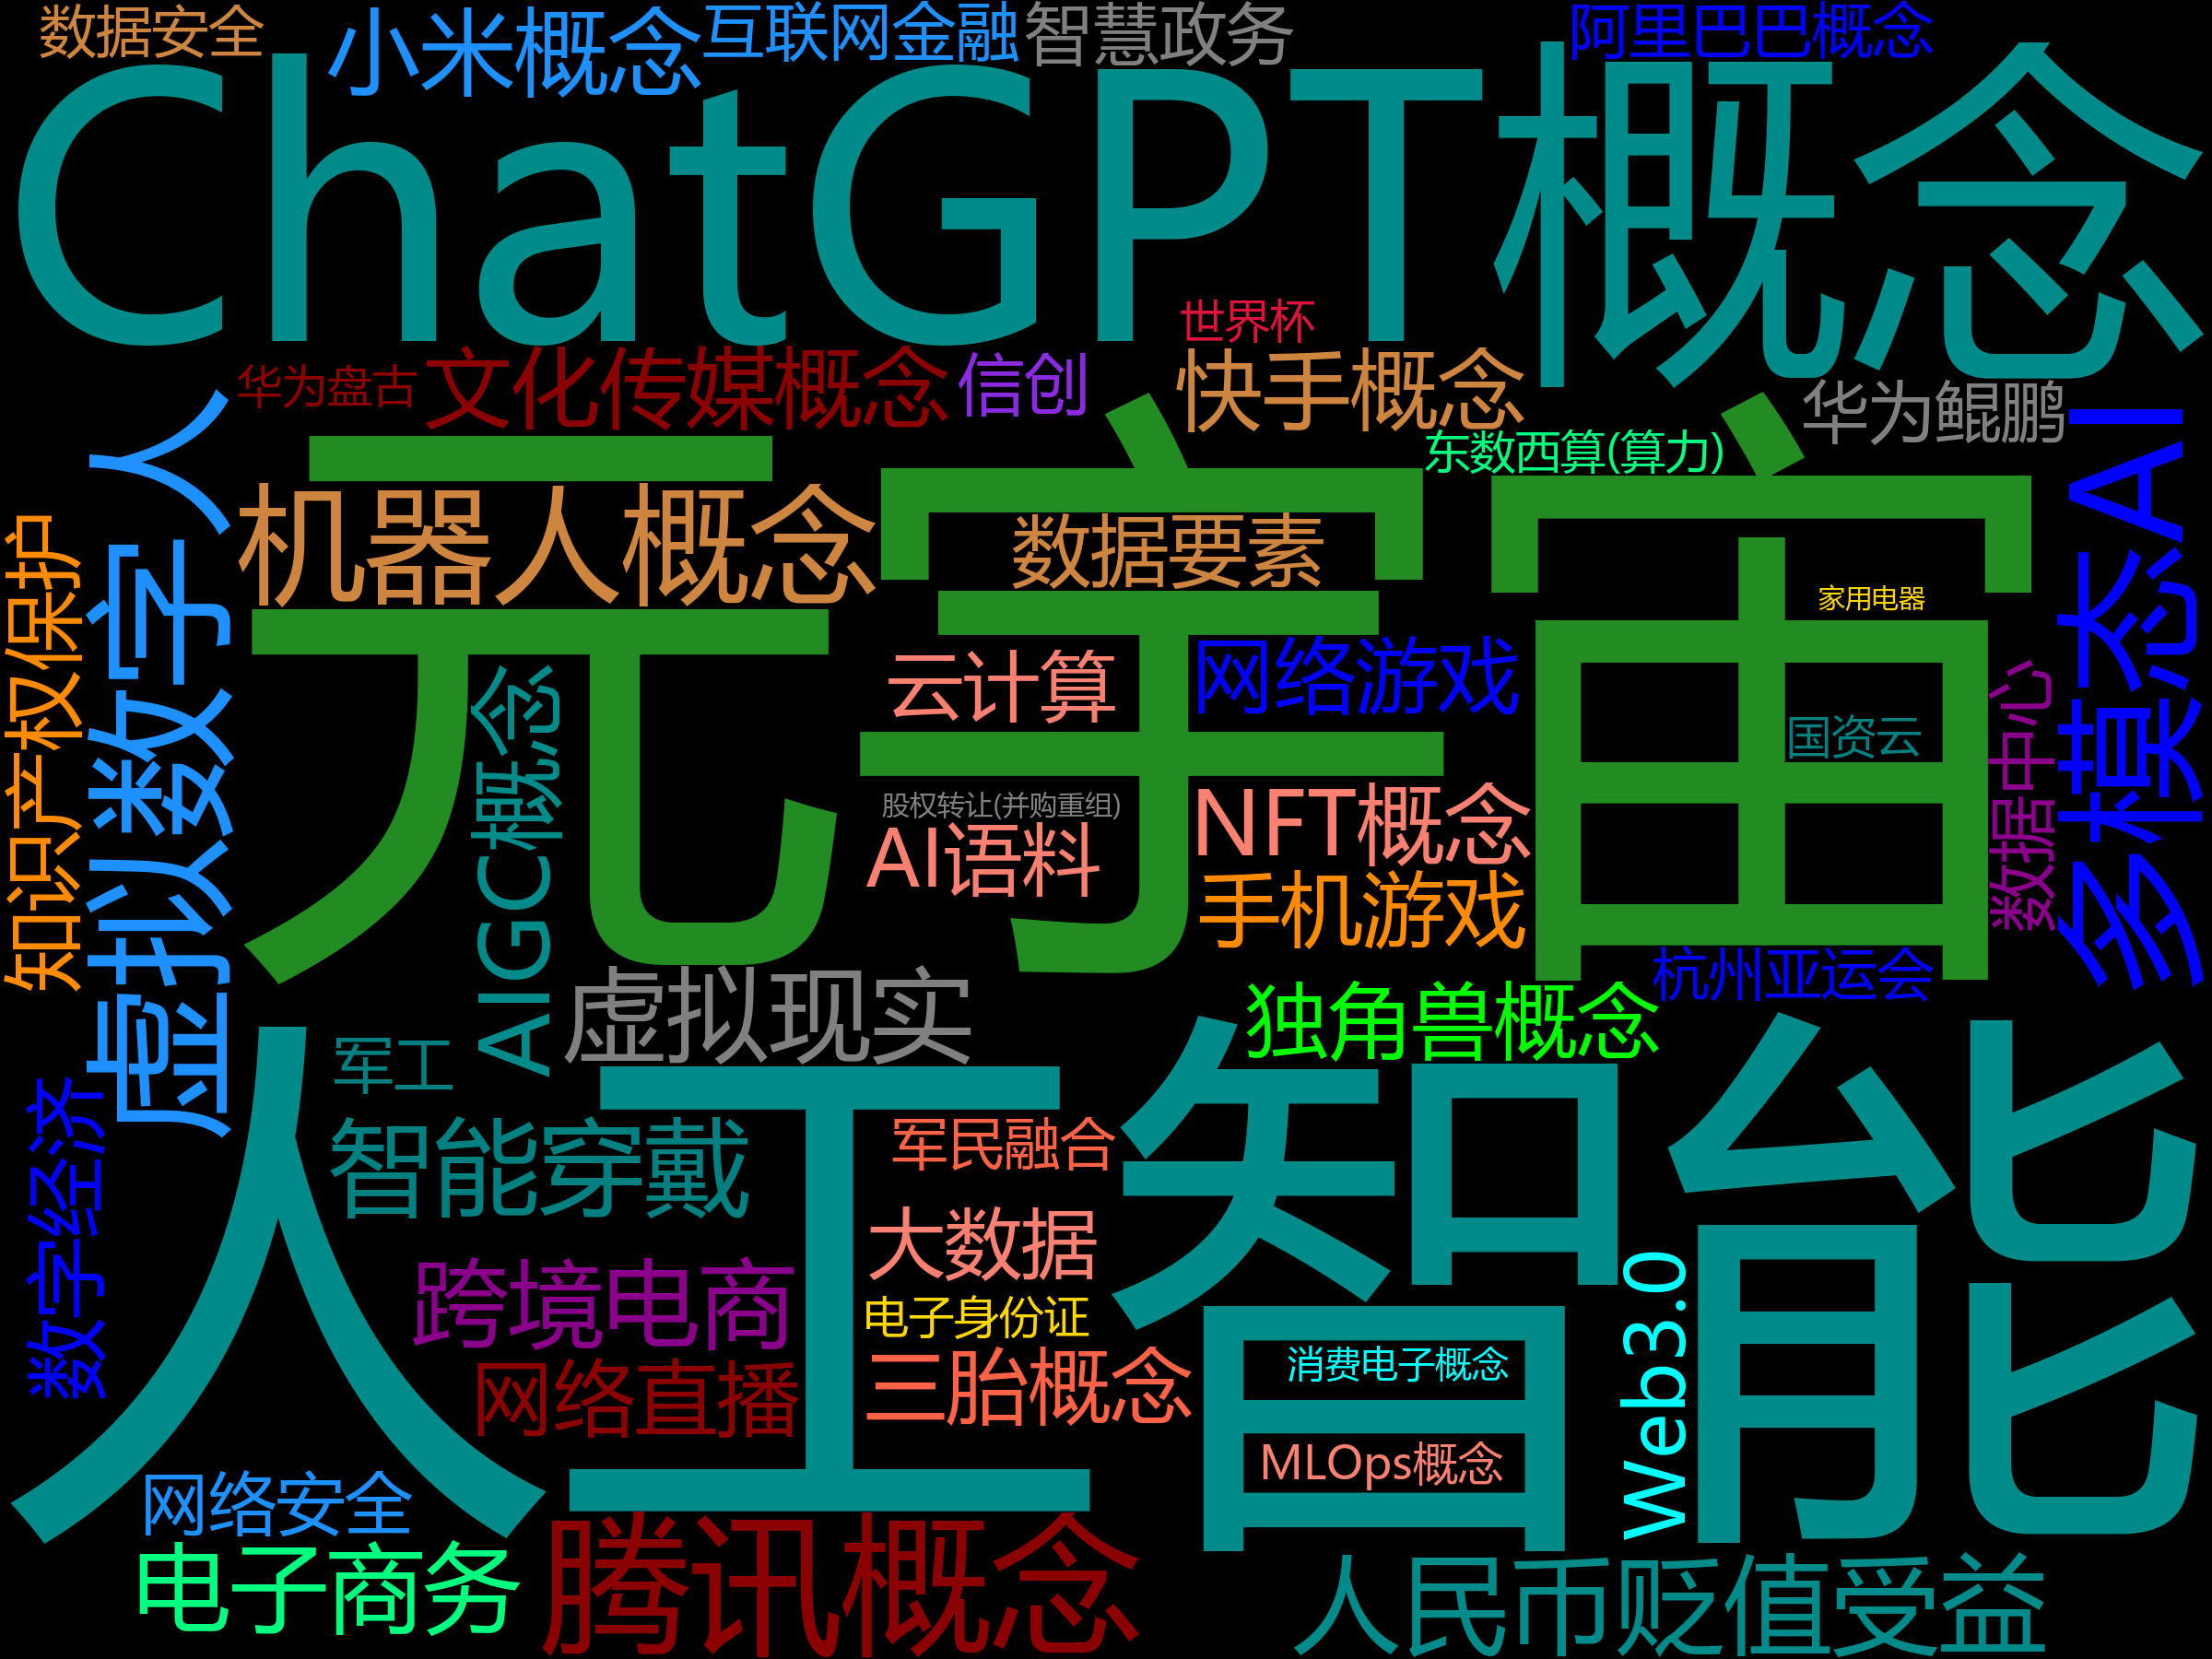 数据安全
小米概念
互联网金融
智慧政务
阿里巴巴概念
ChatGPT概念
世界杯
华为盘古
文化传媒概念
信创
快手概念
华为鲲鹏
东数西算(算力)
元宇宙
机器人概念
数据要素
家用电器
知识产权保护
虚拟数字人
多模态AI
云计算
网络游戏
国资云
数据中心
AIGC概念
股权转让(并购重组)
NFT概念
AI语料
手机游戏
虚拟现实
杭州亚运会
独角兽概念
人工智能
军工
数字经济
智能穿戴
军民融合
大数据
跨境电商
Web3.0
电子身份证
三胎概念
消费电子概念
网络直播
MLOps概念
网络安全
腾讯概念
电子商务
人民币贬值受益